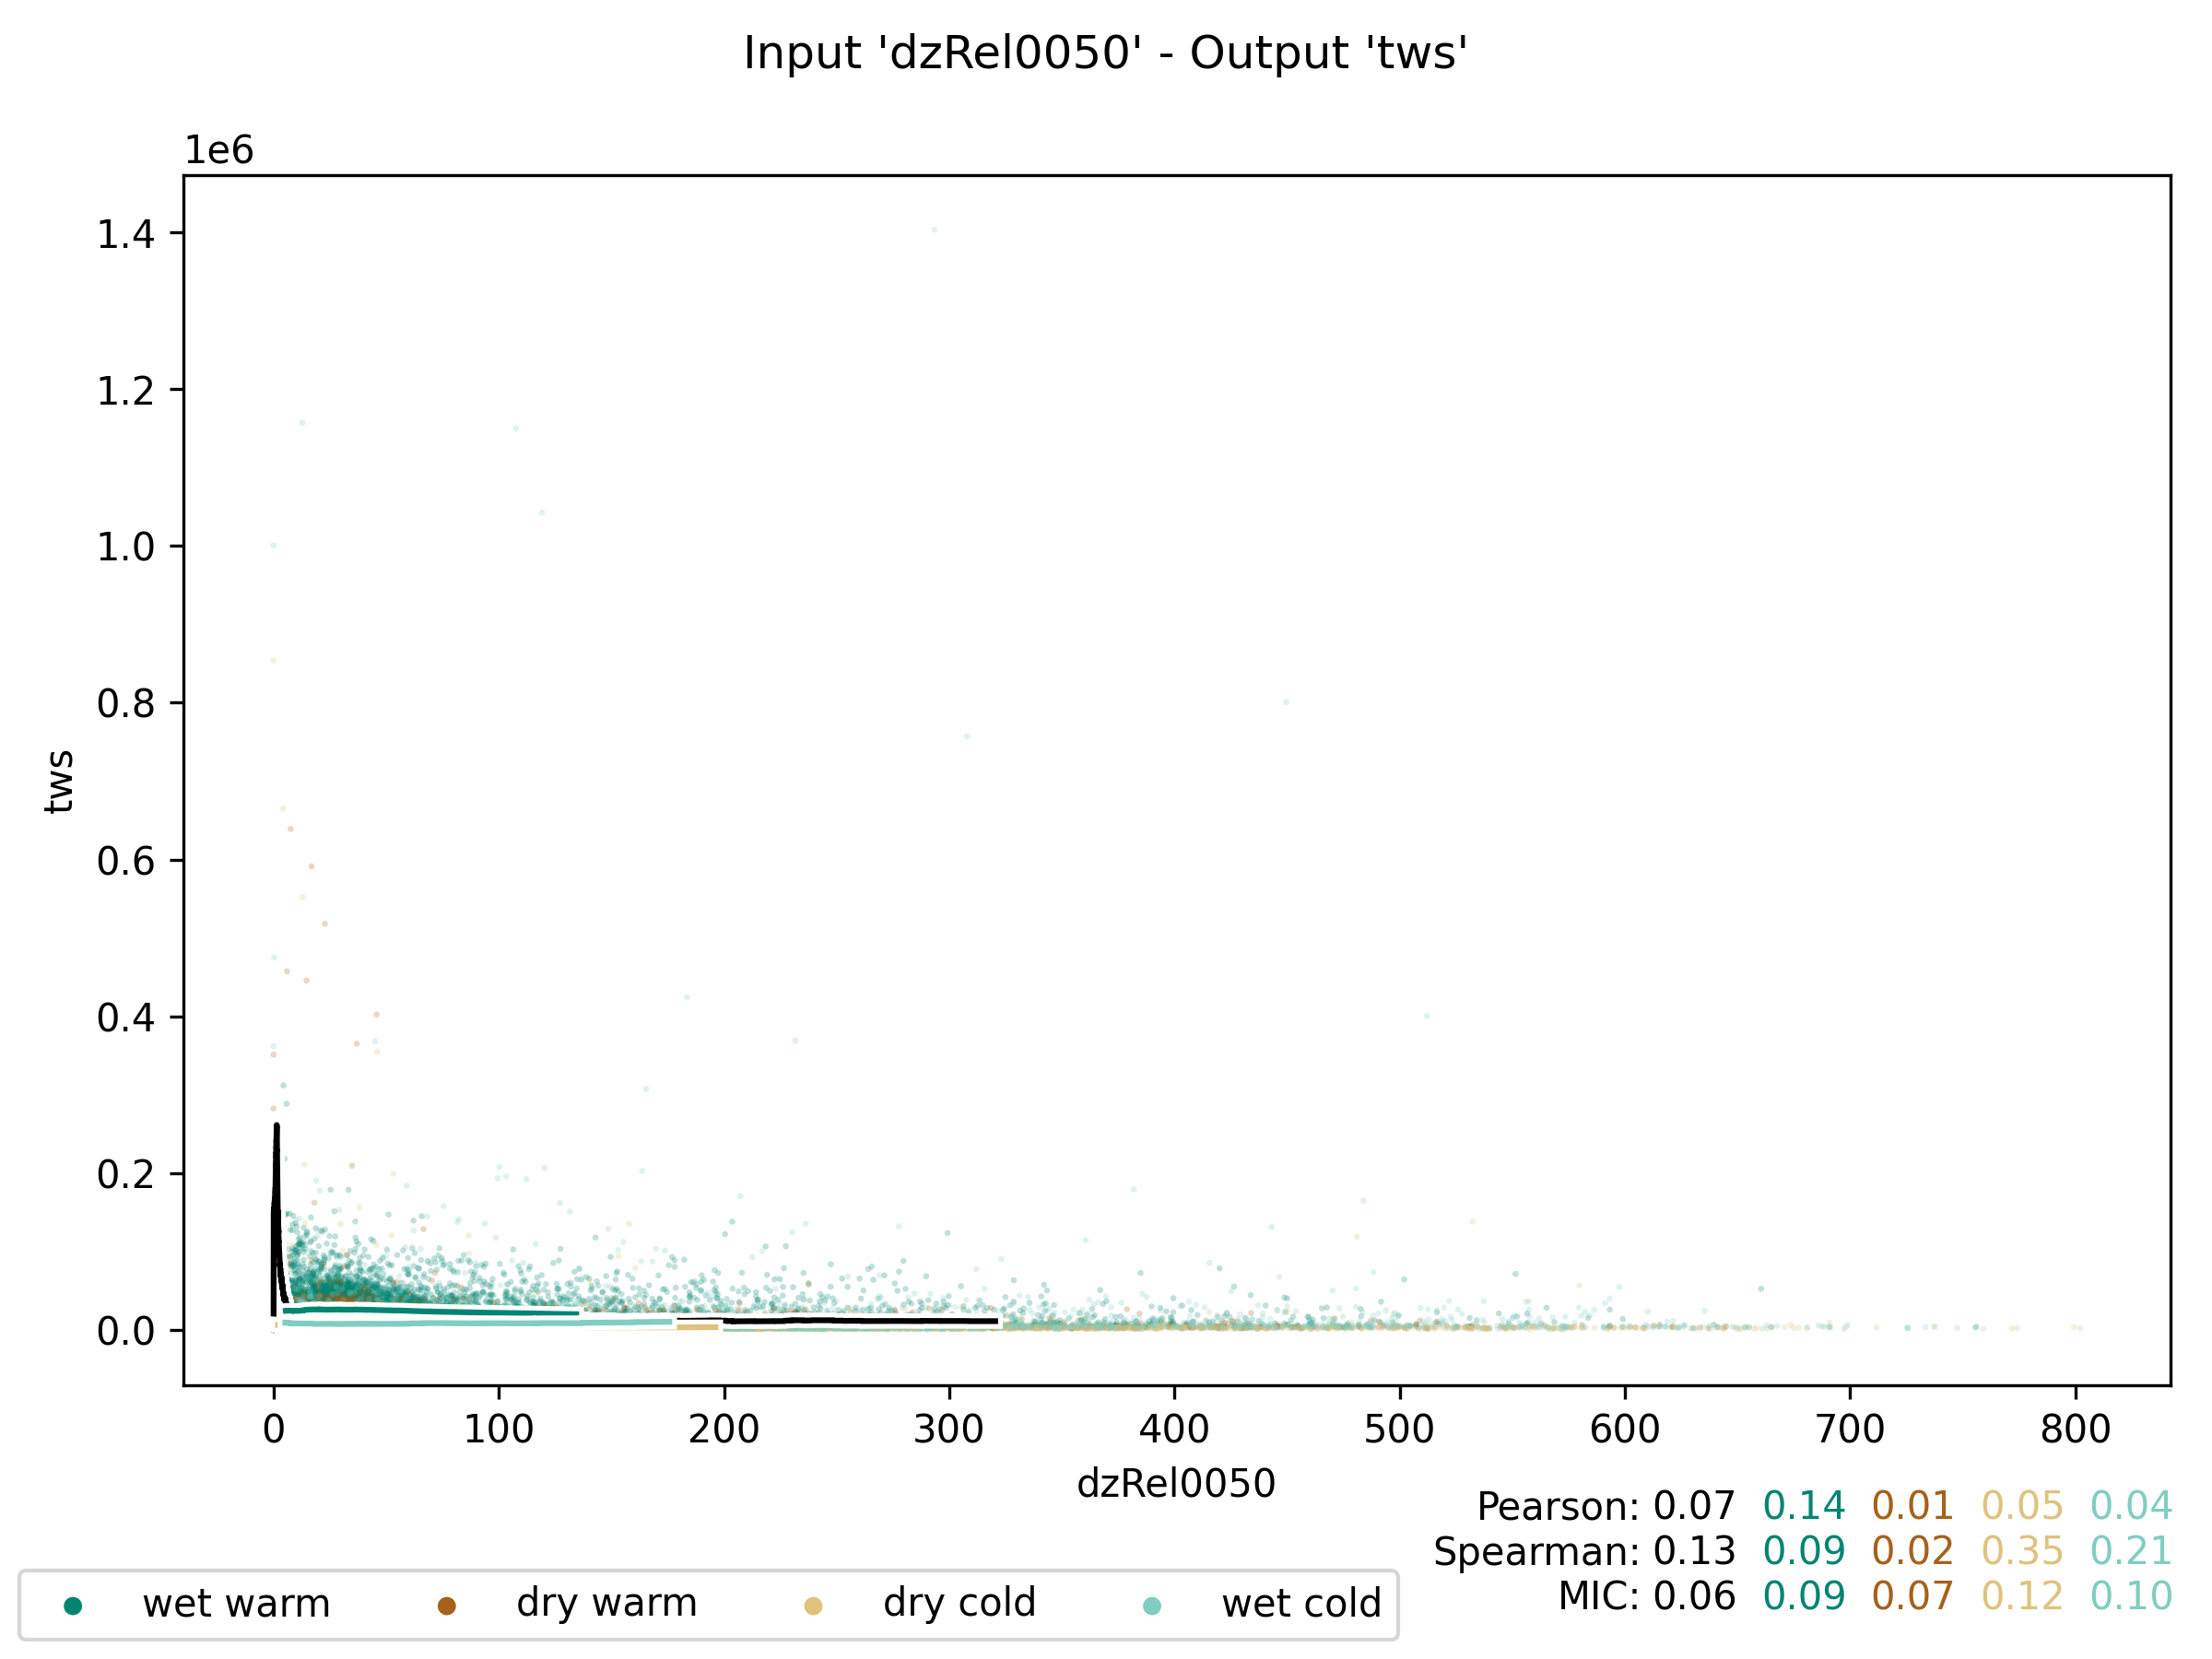 Input 'dzRel0050' - Output 'tws'
1e6
1.4
1.2
1.0
0.8
0.6
0.4
0.2
0.0
tws
0 100 200 300 400 500 600 700 800
dzRel0050
Pearson: 0.07 0.14 0.01 0.05 0.04
Spearman: 0.13 0.09 0.02 0.35 0.21
MIC: 0.06 0.09 0.07 0.12 0.10
wet warm dry warm dry cold wet cold